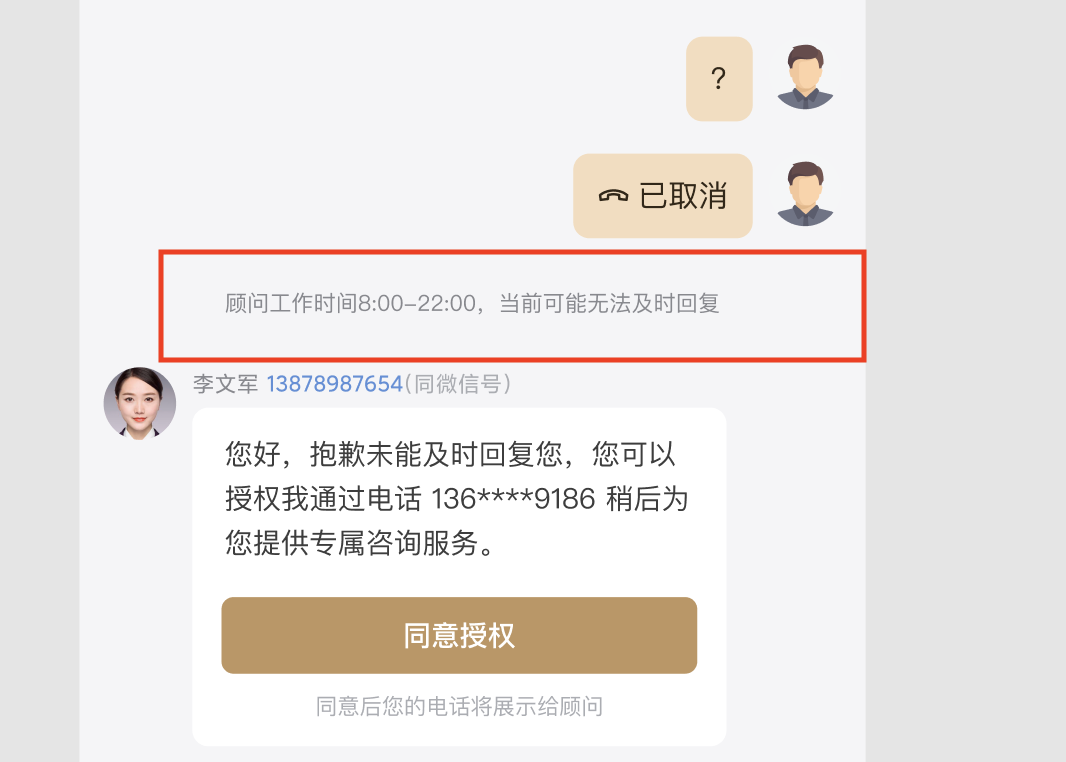 ?
已取消
顾问工作时间8:00-22:00，当前可能无法及时回复
李文军 13878987654(同微信号)
您好，抱歉未能及时回复您，您可以
授权我通过电话 136****9186 稍后为
您提供专属咨询服务。
同意授权
同意后您的电话将展示给顾问